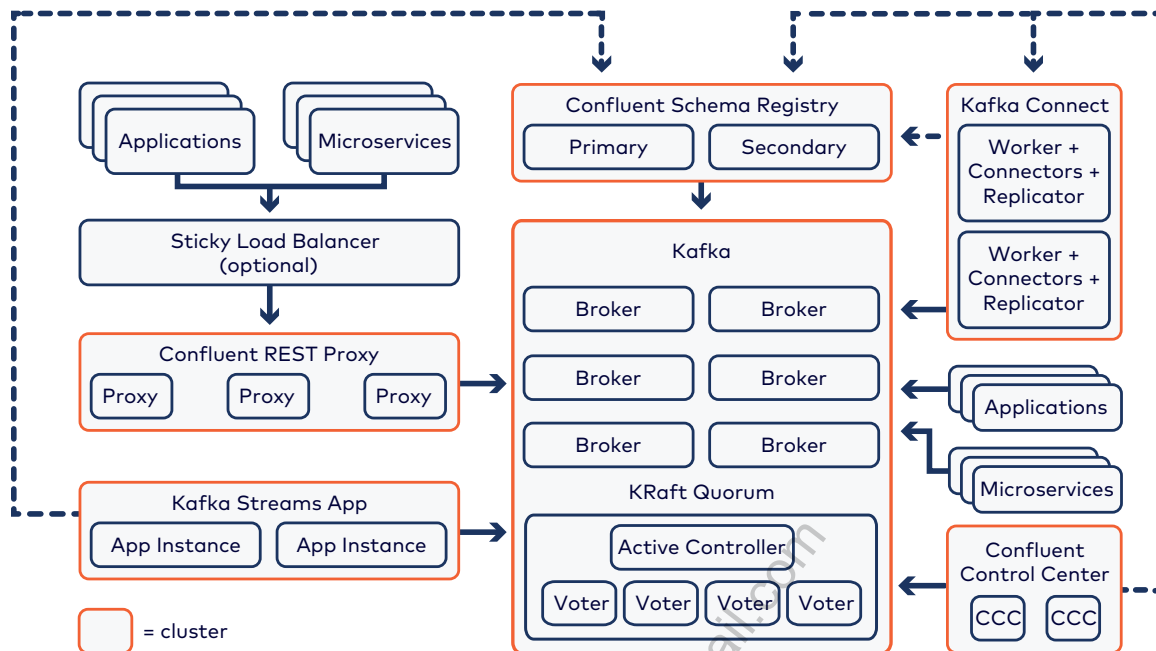 Applications
Microservices
Sticky Load Balancer
(optional)
Confluent REST Proxy
Proxy
Proxy
Proxy
Kafka Streams App
App Instance
App Instance
= cluster
Confluent Schema Registry
Primary
Secondary
Kafka
Broker
Broker
Broker
Broker
Broker
Broker
KRaft Quorum
Active Controller
Voter
Voter
Voter
Voter
Kafka Connect
Worker +
Connectors +
Replicator
Worker +
Connectors +
Replicator
Applications
Microservices
Confluent
Control Center
CCC
CCC
ail.com